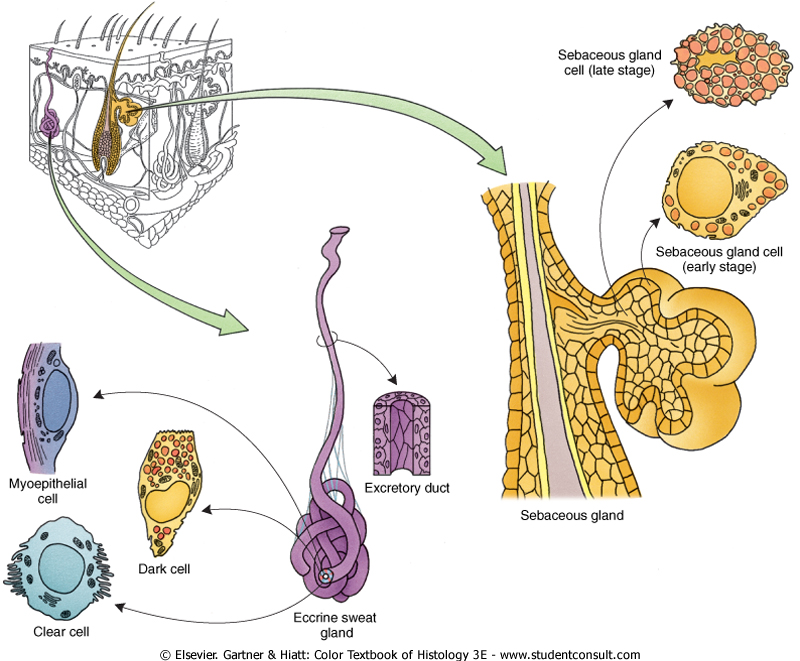 Sebaceous gland
cell (late stage)
Sebaceous gland cell
(early stage)
Myoepithelial
cell
Excretory duct
Sebaceous gland
Dark cell
Eccrine sweat
gland
Clear cell
© Elsevier. Gartner & Hiatt: Color Textbook of Histology 3E - www.studentconsult.com